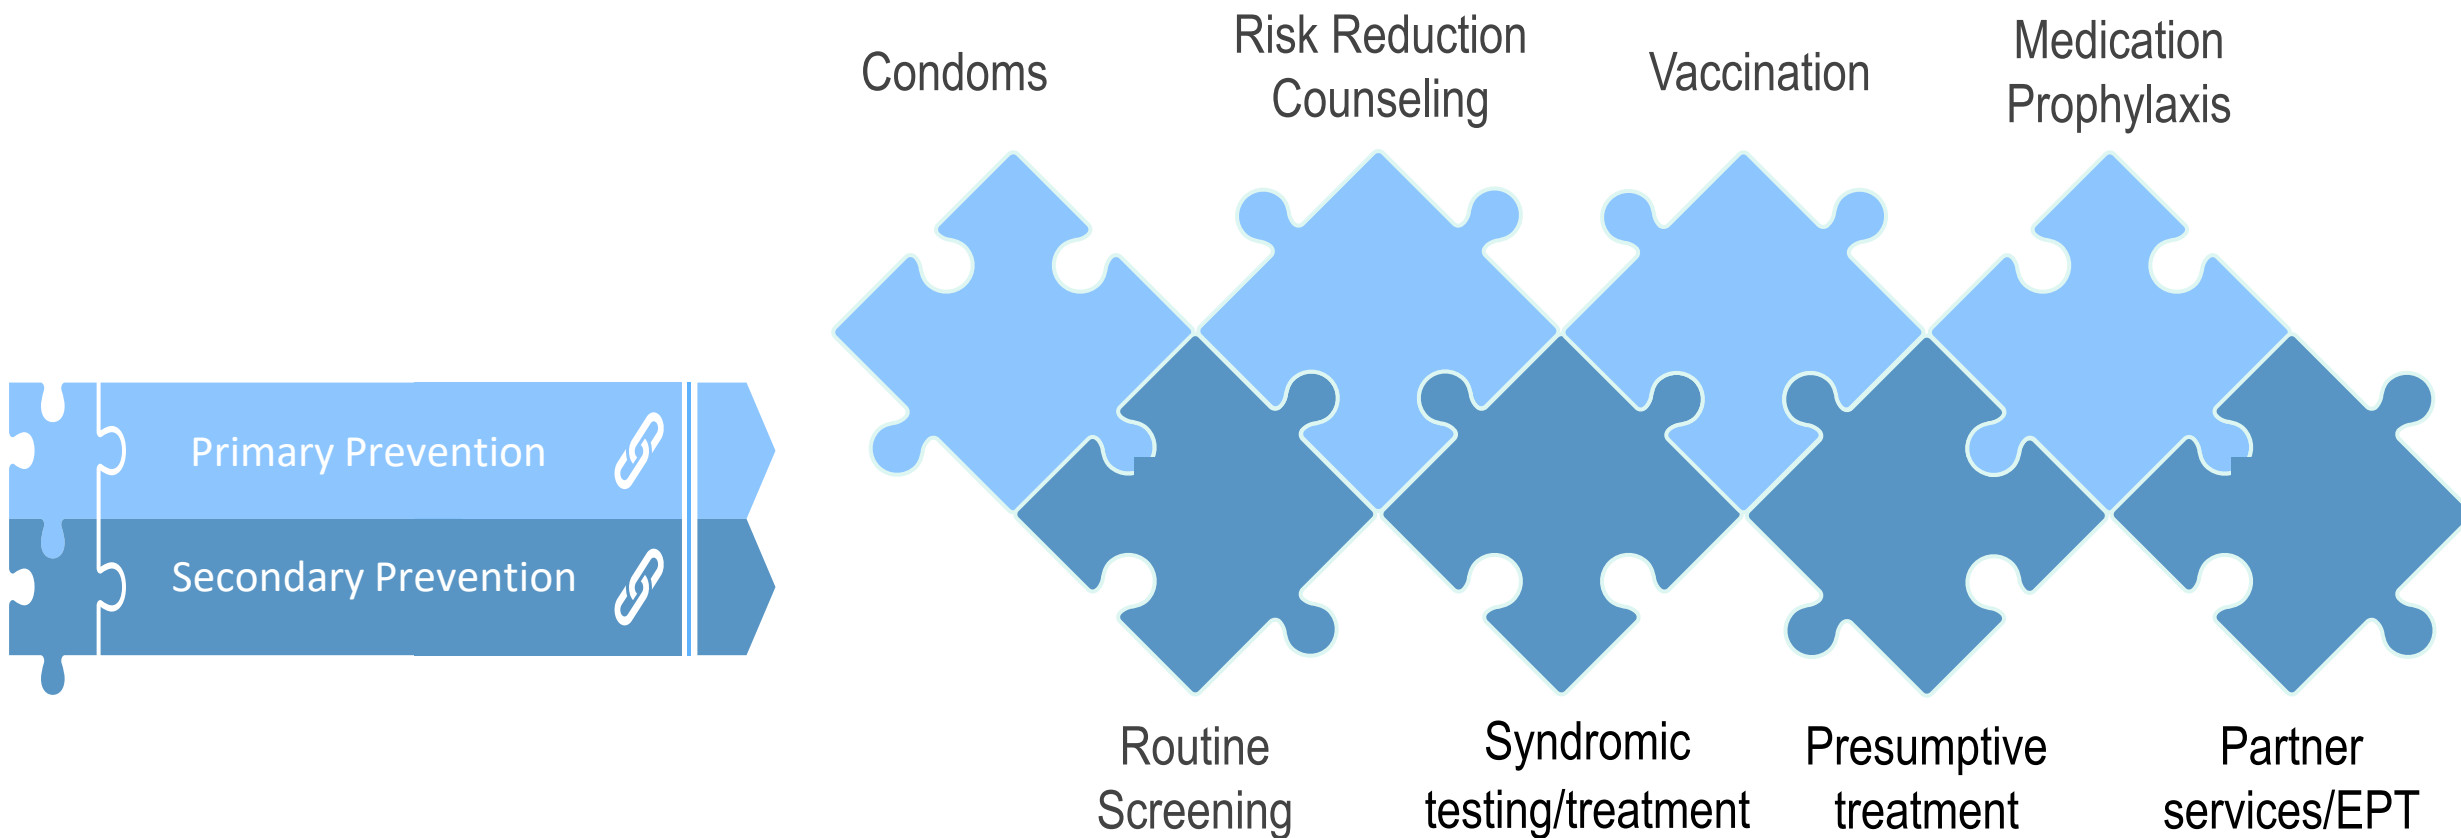 Condoms
Risk Reduction
Counseling
Vaccination
Medication
Prophylaxis
Primary Prevention
Secondary Prevention
Routine
Screening
Syndromic
testing/treatment
Presumptive
treatment
Partner
services/EPT